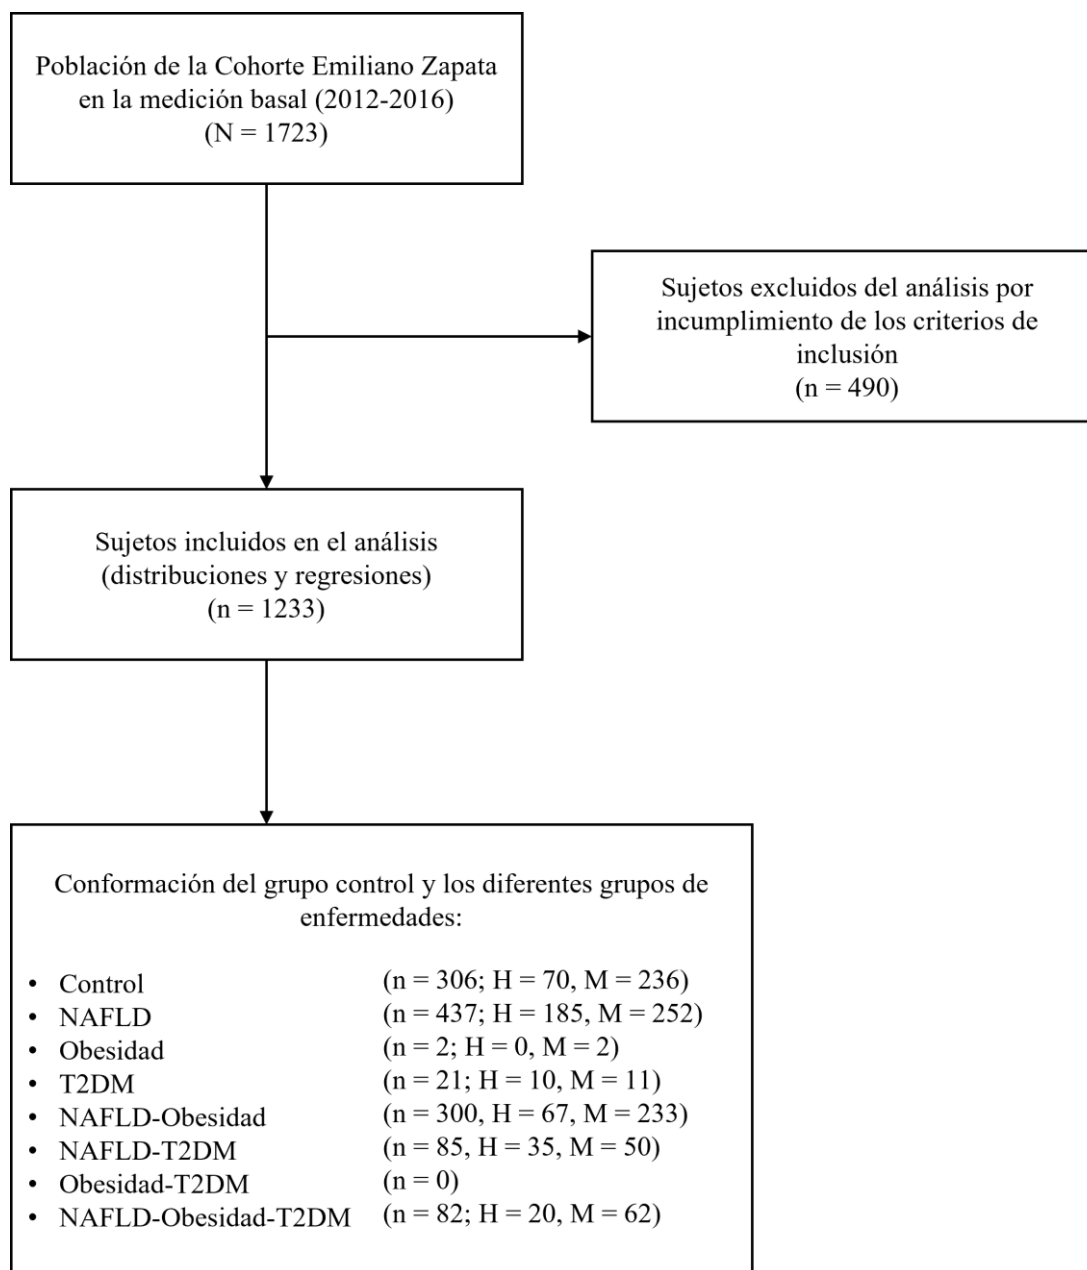 Población de la Cohorte Emiliano Zapata
en la medición basal (2012-2016)
(N = 1723)
Sujetos excluidos del análisis por
incumplimiento de los criterios de
inclusión
(n = 490)
Sujetos incluidos en el análisis
(distribuciones y regresiones)
(n = 1233)
Conformación del grupo control y los diferentes grupos de
enfermedades:
• Control (n = 306; H = 70, M = 236)
• NAFLD (n = 437; H = 185, M = 252)
• Obesidad (n = 2; H = 0, M = 2)
• T2DM (n = 21; H = 10, M = 11)
• NAFLD-Obesidad (n = 300, H = 67, M = 233)
• NAFLD-T2DM (n = 85, H = 35, M = 50)
• Obesidad-T2DM (n = 0)
• NAFLD-Obesidad-T2DM (n = 82; H = 20, M = 62)